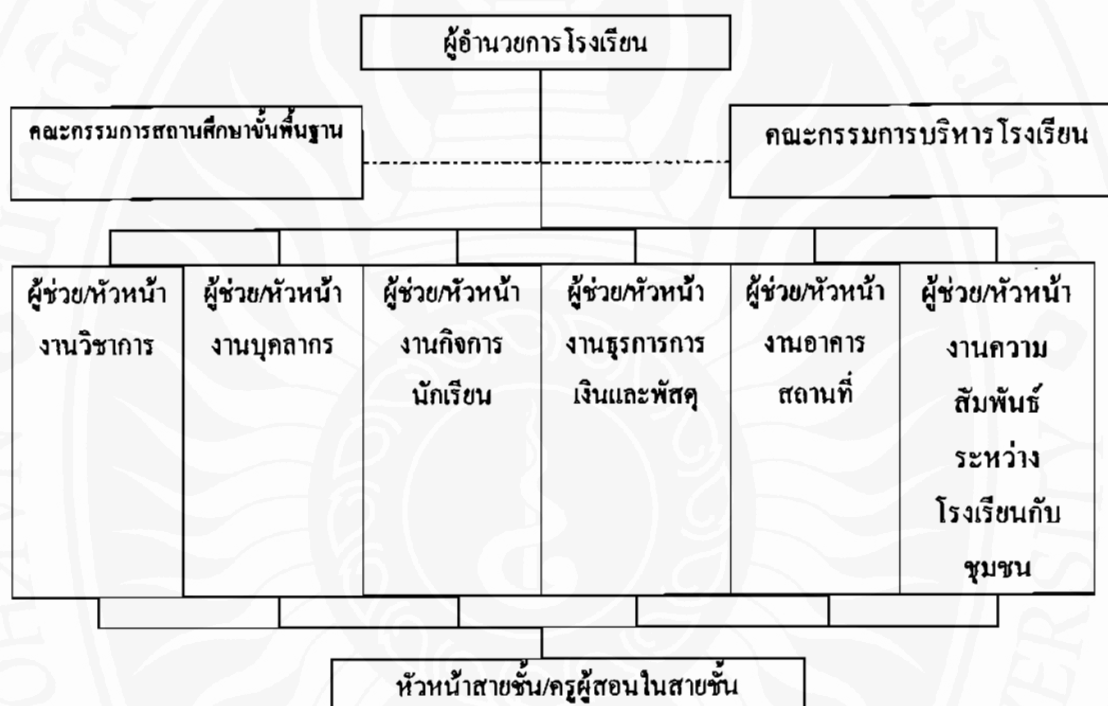 ผู้อำนวยการโรงเรียน
คณะกรรมการสถานศึกษาขั้นพื้นฐาน
คณะกรรมการบริหารโรงเรียน
ผู้ช่วย/หัวหน้า
งานวิชาการ
ผู้ช่วย/หัวหน้า
งานบุคลากร
ผู้ช่วย/หัวหน้า
งานกิจการ
นักเรียน
ผู้ช่วย/หัวหน้า
งานธุรการการ
เงินและพัสดุ
ผู้ช่วย/หัวหน้า
งานอาคาร
สถานที่
ผู้ช่วย/หัวหน้า
งานความ
สัมพันธ์
ระหว่าง
โรงเรียนกับ
ชุมชน
หัวหน้าสายชั้น/ครูผู้สอนในสายชั้น